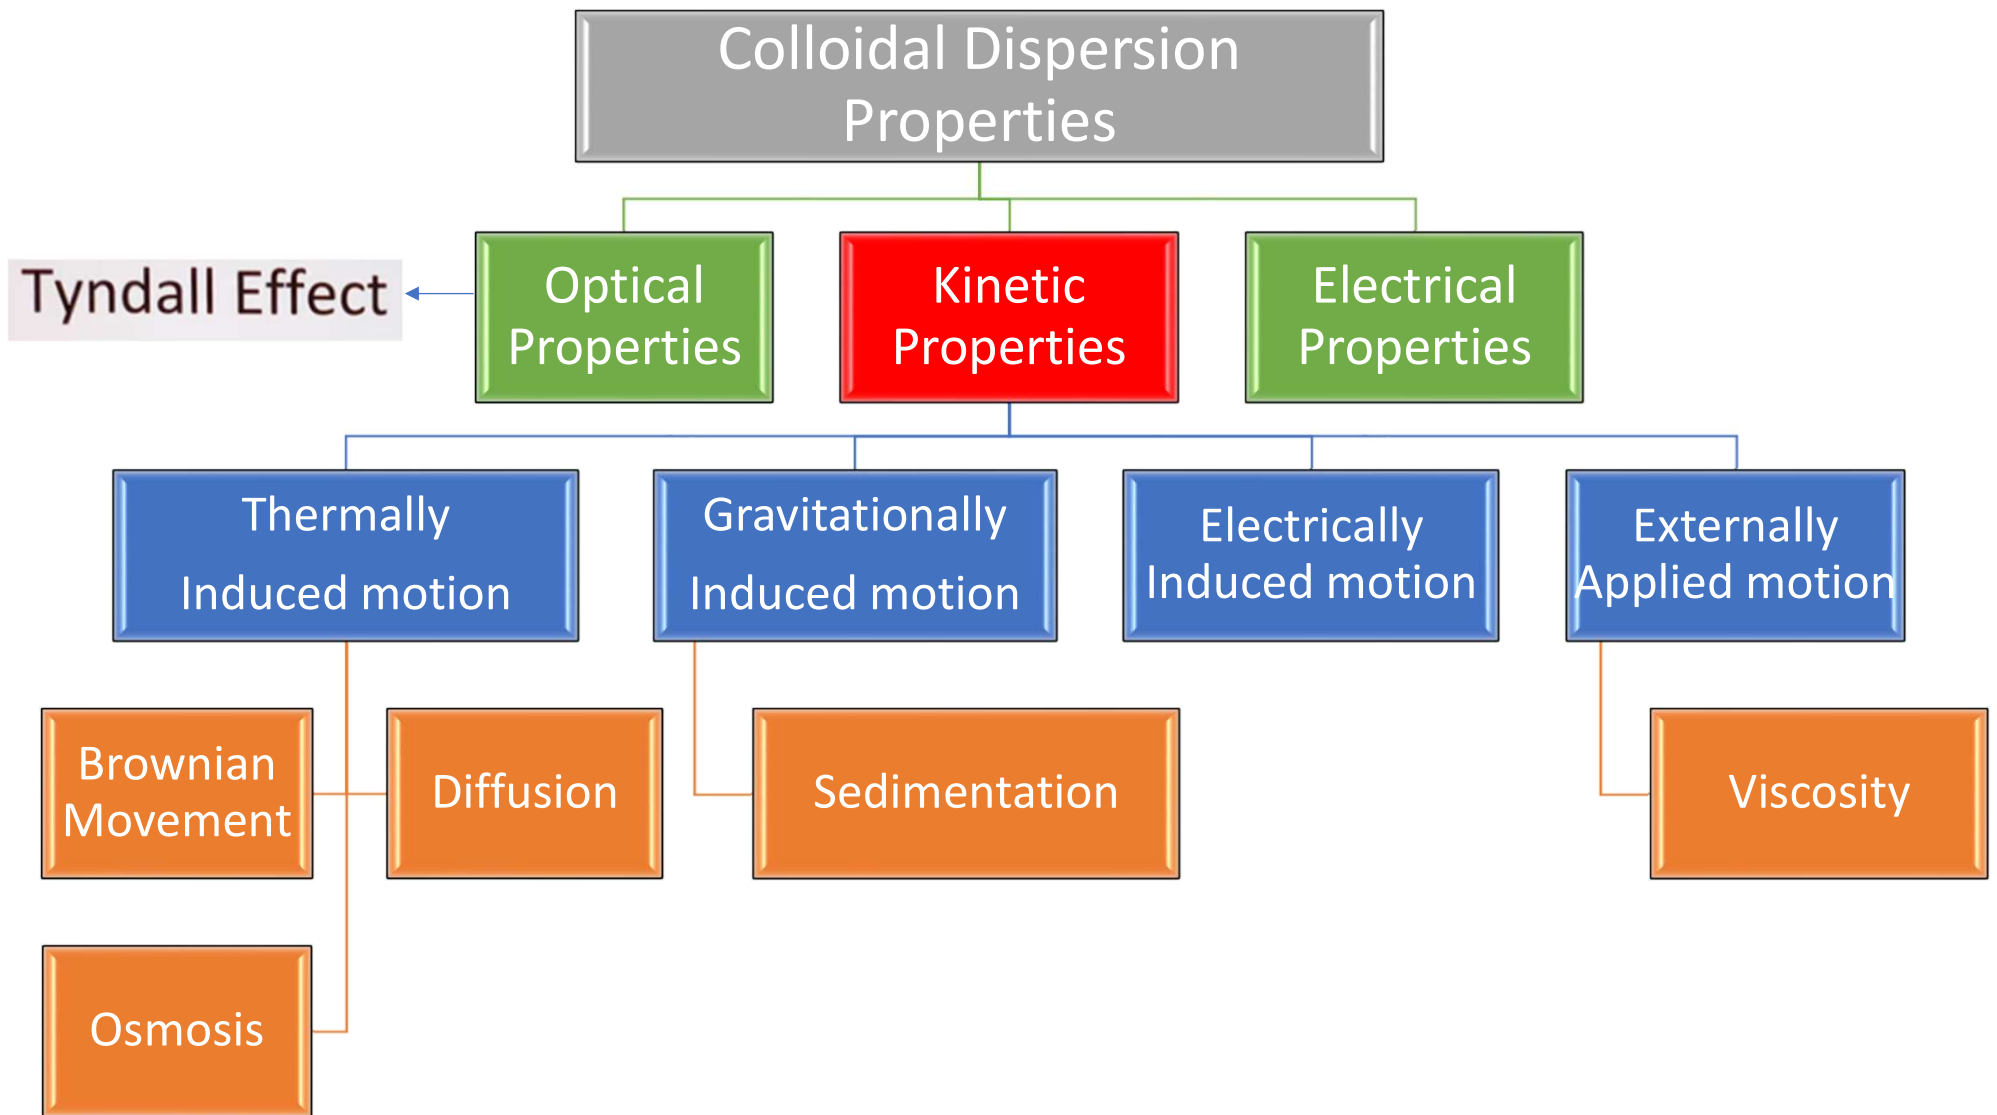 Colloidal Dispersion
Properties
Tyndall Effect
Optical
Properties
Kinetic
Properties
Electrical
Properties
Thermally
Induced motion
Gravitationally
Induced motion
Electrically
Induced motion
Externally
Applied motion
Brownian
Movement
Diffusion
Sedimentation
Viscosity
Osmosis